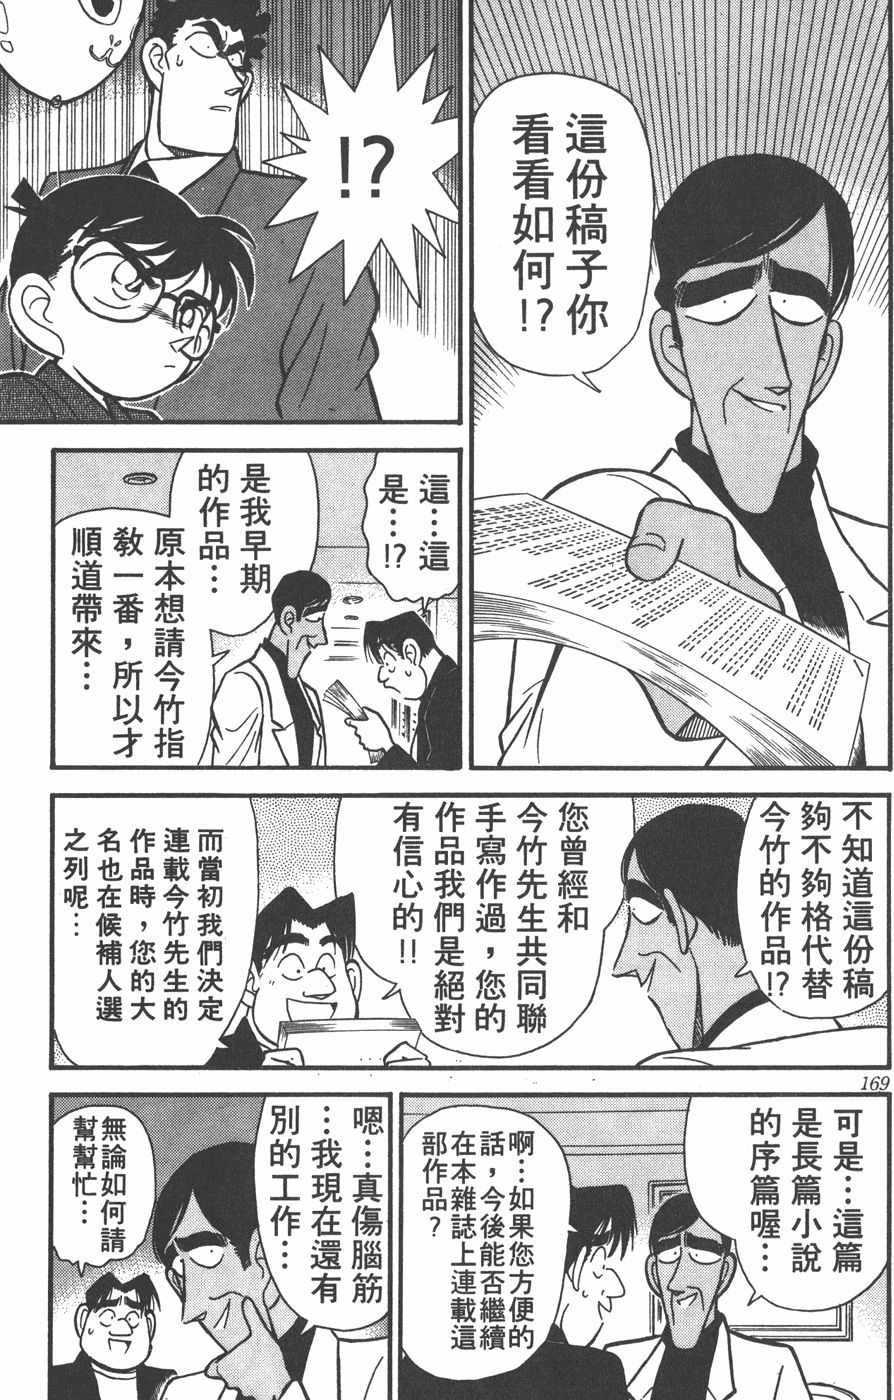 這份稿子你
看看如何!?
!?
這…這
是…!?
是我早期
的作品…
原本想請今竹指
教一番，所以才
順道帶來…
不知道這份稿
夠不夠格代替
今竹的作品!?
您曾經和
今竹先生共同聯
手寫作過，您的
作品我們是絕對
有信心的!!
而當初我們決定
連載今竹先生的
作品時，您的大
名也在候補人選
之列呢…
169
可是…這篇
是長篇小說
的序篇喔…
啊…如果您方便的
話，今後能否繼續
在本雜誌上連載這
部作品？
嗯…真傷腦筋
…我現在還有
別的工作…
無論如何請
幫幫忙…